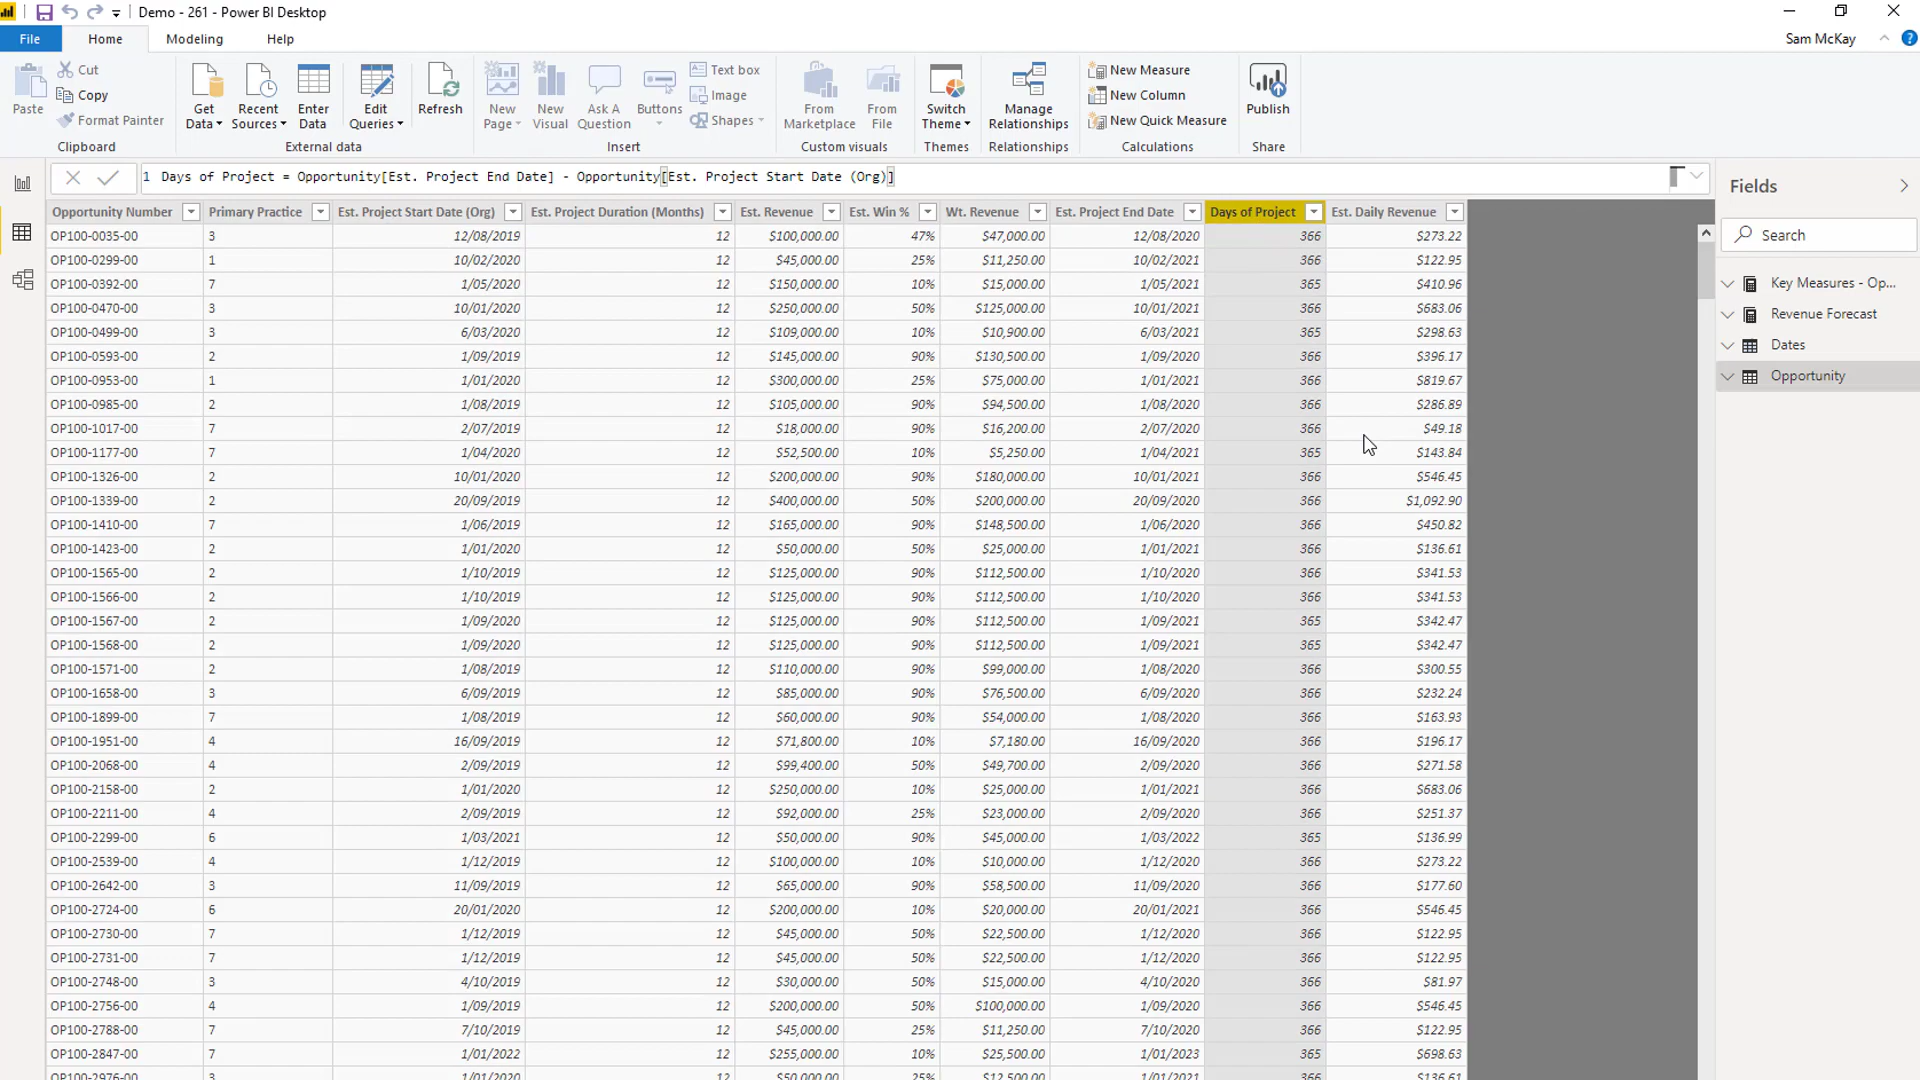 Demo - 261 - Power BI Desktop
File Home Modeling Help Sam McKay ?
Paste Cut Copy Format Painter Clipboard
Get Data Recent Sources Enter Data Edit Queries Refresh External data
New Page New Visual Ask A Question Buttons Text box Image Shapes Insert
From Marketplace From File Custom visuals
Switch Theme Themes
Manage Relationships Relationships
New Measure New Column New Quick Measure Calculations
Publish Share
1 Days of Project = Opportunity[Est. Project End Date] - Opportunity[Est. Project Start Date (Org)]
Opportunity Number Primary Practice Est. Project Start Date (Org) Est. Project Duration (Months) Est. Revenue Est. Win % Wt. Revenue Est. Project End Date Days of Project Est. Daily Revenue
OP100-0035-00 3 12/08/2019 12 $100,000.00 47% $47,000.00 12/08/2020 366 $273.22
OP100-0299-00 1 10/02/2020 12 $45,000.00 25% $11,250.00 10/02/2021 366 $122.95
OP100-0392-00 7 1/05/2020 12 $150,000.00 10% $15,000.00 1/05/2021 365 $410.96
OP100-0470-00 3 10/01/2020 12 $250,000.00 50% $125,000.00 10/01/2021 366 $683.06
OP100-0499-00 3 6/03/2020 12 $109,000.00 10% $10,900.00 6/03/2021 365 $298.63
OP100-0593-00 2 1/09/2019 12 $145,000.00 90% $130,500.00 1/09/2020 366 $396.17
OP100-0953-00 1 1/01/2020 12 $300,000.00 25% $75,000.00 1/01/2021 366 $819.67
OP100-0985-00 2 1/08/2019 12 $105,000.00 90% $94,500.00 1/08/2020 366 $286.89
OP100-1017-00 7 2/07/2019 12 $18,000.00 90% $16,200.00 2/07/2020 366 $49.18
OP100-1177-00 7 1/04/2020 12 $52,500.00 10% $5,250.00 1/04/2021 365 $143.84
OP100-1326-00 2 10/01/2020 12 $200,000.00 90% $180,000.00 10/01/2021 366 $546.45
OP100-1339-00 2 20/09/2019 12 $400,000.00 50% $200,000.00 20/09/2020 366 $1,092.90
OP100-1410-00 7 1/06/2019 12 $165,000.00 90% $148,500.00 1/06/2020 366 $450.82
OP100-1423-00 2 1/01/2020 12 $50,000.00 50% $25,000.00 1/01/2021 366 $136.61
OP100-1565-00 2 1/10/2019 12 $125,000.00 90% $112,500.00 1/10/2020 366 $341.53
OP100-1566-00 2 1/10/2019 12 $125,000.00 90% $112,500.00 1/10/2020 366 $341.53
OP100-1567-00 2 1/09/2020 12 $125,000.00 90% $112,500.00 1/09/2021 365 $342.47
OP100-1568-00 2 1/09/2020 12 $125,000.00 90% $112,500.00 1/09/2021 365 $342.47
OP100-1571-00 2 1/08/2019 12 $110,000.00 90% $99,000.00 1/08/2020 366 $300.55
OP100-1658-00 3 6/09/2019 12 $85,000.00 90% $76,500.00 6/09/2020 366 $232.24
OP100-1899-00 7 1/08/2019 12 $60,000.00 90% $54,000.00 1/08/2020 366 $163.93
OP100-1951-00 4 16/09/2019 12 $71,800.00 10% $7,180.00 16/09/2020 366 $196.17
OP100-2068-00 4 2/09/2019 12 $99,400.00 50% $49,700.00 2/09/2020 366 $271.58
OP100-2158-00 2 1/01/2020 12 $250,000.00 10% $25,000.00 1/01/2021 366 $683.06
OP100-2211-00 4 2/09/2019 12 $92,000.00 25% $23,000.00 2/09/2020 366 $251.37
OP100-2299-00 6 1/03/2021 12 $50,000.00 90% $45,000.00 1/03/2022 365 $136.99
OP100-2539-00 4 1/12/2019 12 $100,000.00 10% $10,000.00 1/12/2020 366 $273.22
OP100-2642-00 3 11/09/2019 12 $65,000.00 90% $58,500.00 11/09/2020 366 $177.60
OP100-2724-00 6 20/01/2020 12 $200,000.00 10% $20,000.00 20/01/2021 366 $546.45
OP100-2730-00 7 1/12/2019 12 $45,000.00 50% $22,500.00 1/12/2020 366 $122.95
OP100-2731-00 7 1/12/2019 12 $45,000.00 50% $22,500.00 1/12/2020 366 $122.95
OP100-2748-00 3 4/10/2019 12 $30,000.00 50% $15,000.00 4/10/2020 366 $81.97
OP100-2756-00 4 1/09/2019 12 $200,000.00 50% $100,000.00 1/09/2020 366 $546.45
OP100-2788-00 7 7/10/2019 12 $45,000.00 25% $11,250.00 7/10/2020 366 $122.95
OP100-2847-00 7 1/01/2022 12 $255,000.00 10% $25,500.00 1/01/2023 365 $698.63
OP100-2976-00 3 1/01/2020 12 $50,000.00 25% $12,500.00 1/01/2021 366 $136.61
Fields
Search
Key Measures - Op...
Revenue Forecast
Dates
Opportunity